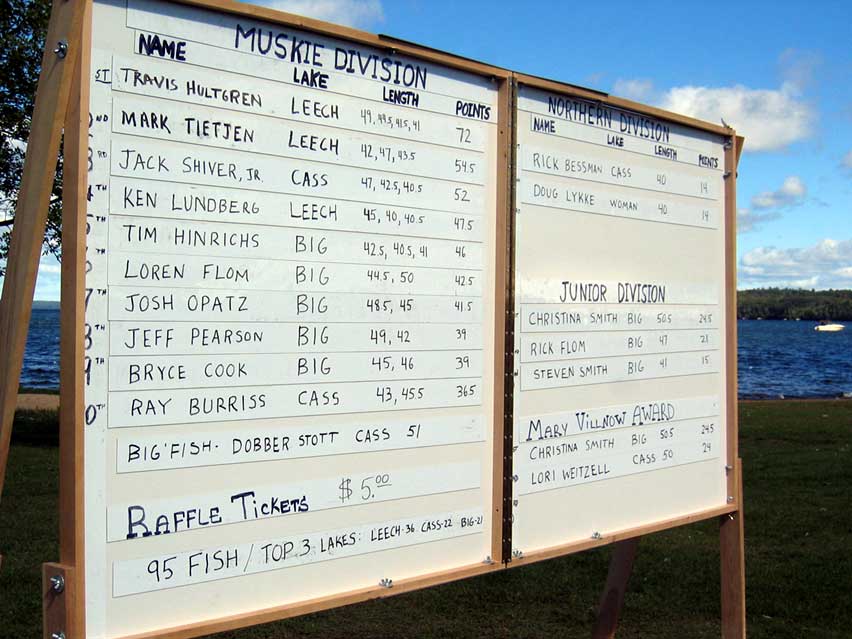 MUSKIE DIVISION
NAME LAKE LENGTH POINTS
ST TRAVIS HULTGREN LEECH 49, 49.5, 41.5, 41 72
ND MARK TIETJEN LEECH 42, 47, 43.5 54.5
RD JACK SHIVER, JR. CASS 47, 42.5, 40.5 52
TH KEN LUNDBERG LEECH 45, 40, 40.5 47.5
TH TIM HINRICHS BIG 42.5, 40.5, 41 46
TH LOREN FLOM BIG 44.5, 50 42.5
7TH JOSH OPATZ BIG 48.5, 45 41.5
8TH JEFF PEARSON BIG 49, 42 39
9TH BRYCE COOK BIG 45, 46 39
0TH RAY BURRISS CASS 43, 45.5 36.5
BIG FISH - DOBBER STOTT CASS 51
RAFFLE TICKETS $5.00
95 FISH / TOP 3 LAKES: LEECH-36 CASS-22 BIG-21
NORTHERN DIVISION
NAME LAKE LENGTH POINTS
RICK BESSMAN CASS 40 14
DOUG LYKKE WOMAN 40 14
JUNIOR DIVISION
CHRISTINA SMITH BIG 50.5 24.5
RICK FLOM BIG 47 21
STEVEN SMITH BIG 41 15
MARY VILLNOW AWARD
CHRISTINA SMITH BIG 50.5 24.5
LORI WEITZELL CASS 50 24